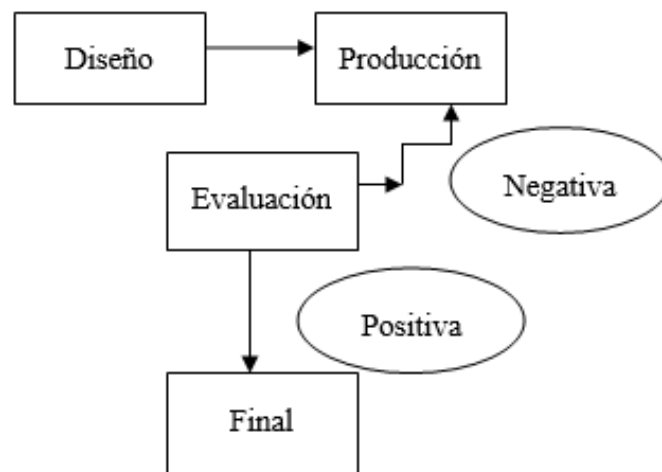 Diseño
Producción
Evaluación
Negativa
Positiva
Final